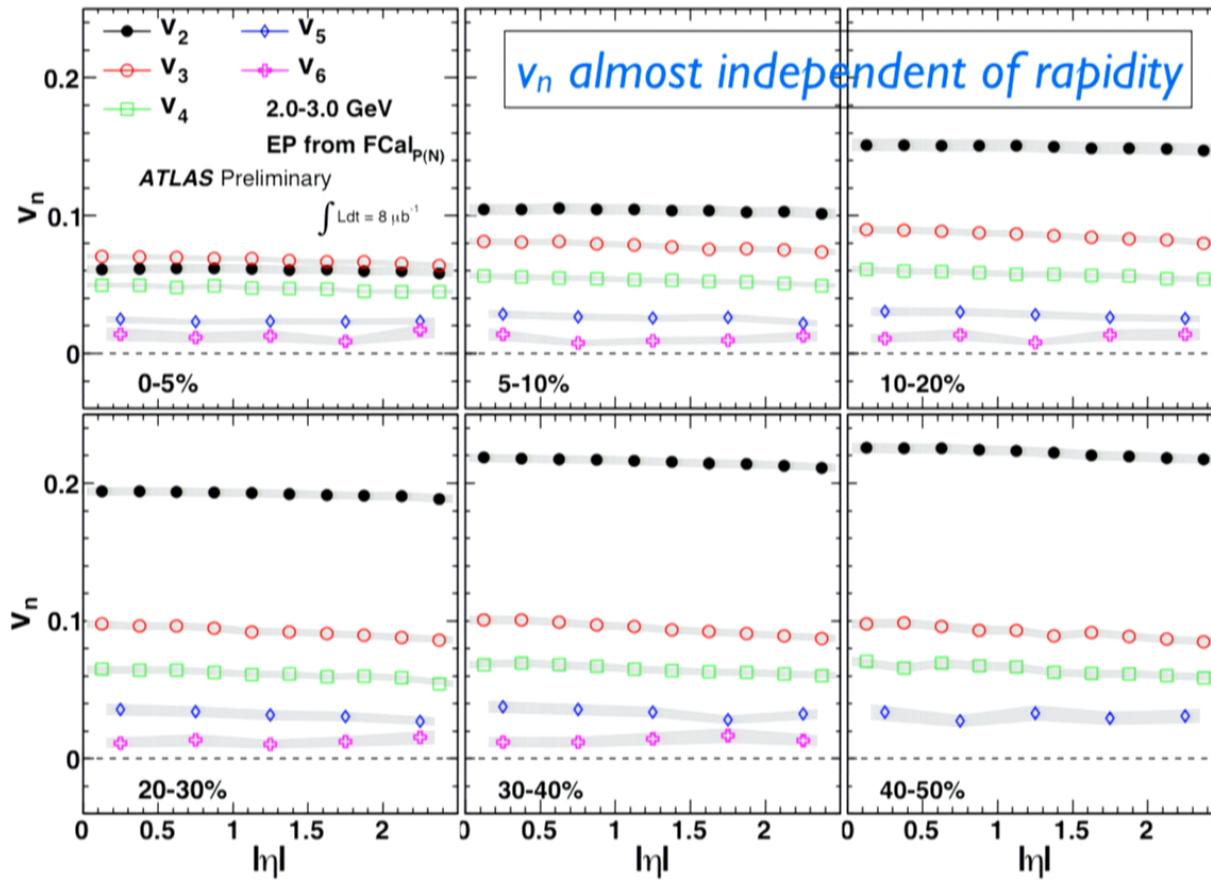 v2 v5
v3 v6
v4 2.0-3.0 GeV
EP from FCalP(N)
ATLAS Preliminary
∫ Ldt = 8 μb-1
vn almost independent of rapidity
vn
0.2
0.1
0
0-5%
5-10%
10-20%
vn
0.2
0.1
0
20-30%
30-40%
40-50%
0 0.5 1 1.5 2
0 0.5 1 1.5 2
0 0.5 1 1.5 2
|η| |η| |η|